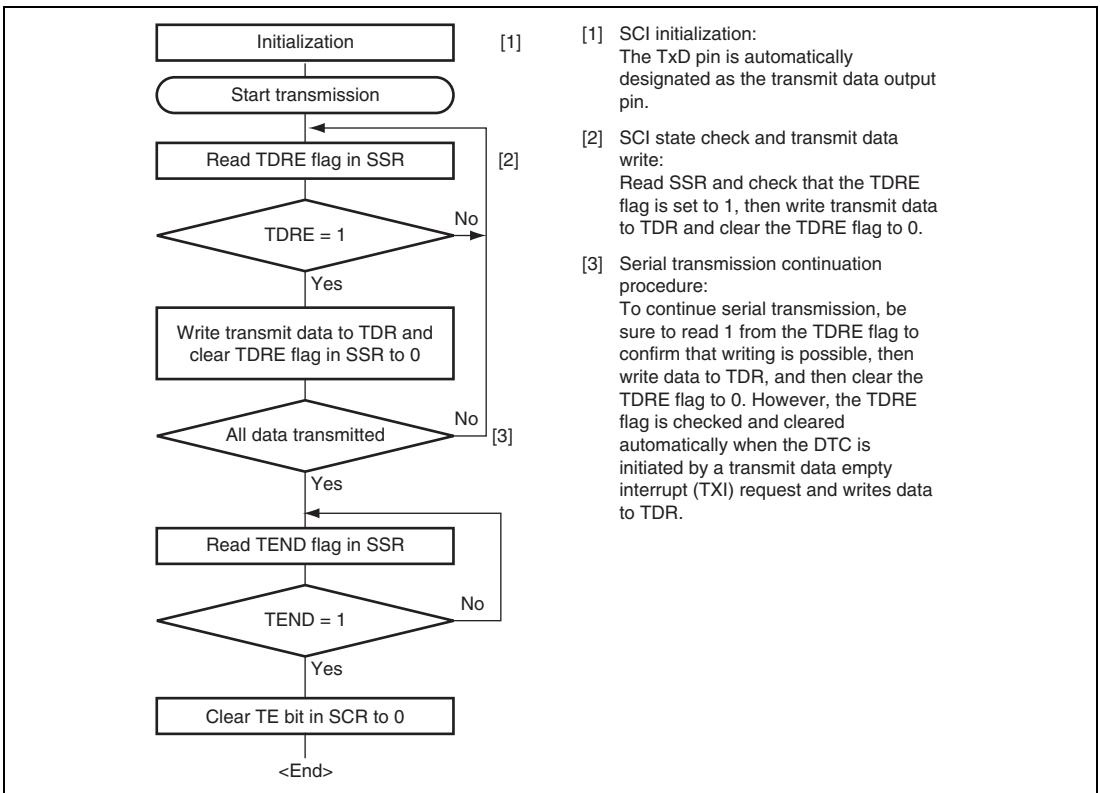 Initialization [1]
Start transmission
Read TDRE flag in SSR [2]
No
TDRE = 1
Yes
Write transmit data to TDR and
clear TDRE flag in SSR to 0
No
All data transmitted [3]
Yes
Read TEND flag in SSR
No
TEND = 1
Yes
Clear TE bit in SCR to 0
<End>
[1] SCI initialization:
The TxD pin is automatically
designated as the transmit data output
pin.
[2] SCI state check and transmit data
write:
Read SSR and check that the TDRE
flag is set to 1, then write transmit data
to TDR and clear the TDRE flag to 0.
[3] Serial transmission continuation
procedure:
To continue serial transmission, be
sure to read 1 from the TDRE flag to
confirm that writing is possible, then
write data to TDR, and then clear the
TDRE flag to 0. However, the TDRE
flag is checked and cleared
automatically when the DTC is
initiated by a transmit data empty
interrupt (TXI) request and writes data
to TDR.